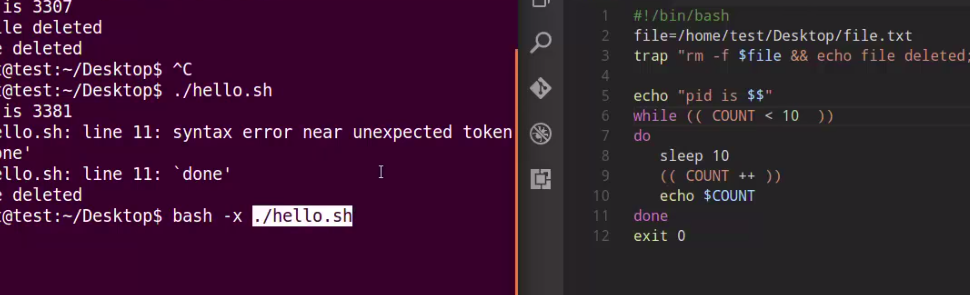 is 3307
ile deleted
e deleted
@test:~/Desktop$ ^C
@test:~/Desktop$ ./hello.sh
is 3381
ello.sh: line 11: syntax error near unexpected token
one'
ello.sh: line 11: `done'
e deleted
@test:~/Desktop$ bash -x ./hello.sh
1 #!/bin/bash
2 file=/home/test/Desktop/file.txt
3 trap "rm -f $file && echo file deleted;
4
5 echo "pid is $$"
6 while (( COUNT < 10 ))
7 do
8 sleep 10
9 (( COUNT ++ ))
10 echo $COUNT
11 done
12 exit 0